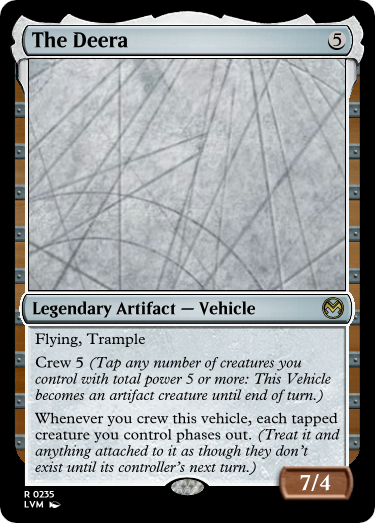 The Deera 5
Legendary Artifact — Vehicle
Flying, Trample
Crew 5 (Tap any number of creatures you
control with total power 5 or more: This Vehicle
becomes an artifact creature until end of turn.)
Whenever you crew this vehicle, each tapped
creature you control phases out. (Treat it and
anything attached to it as though they don't
exist until its controller's next turn.)
7/4
R 0235
LVM